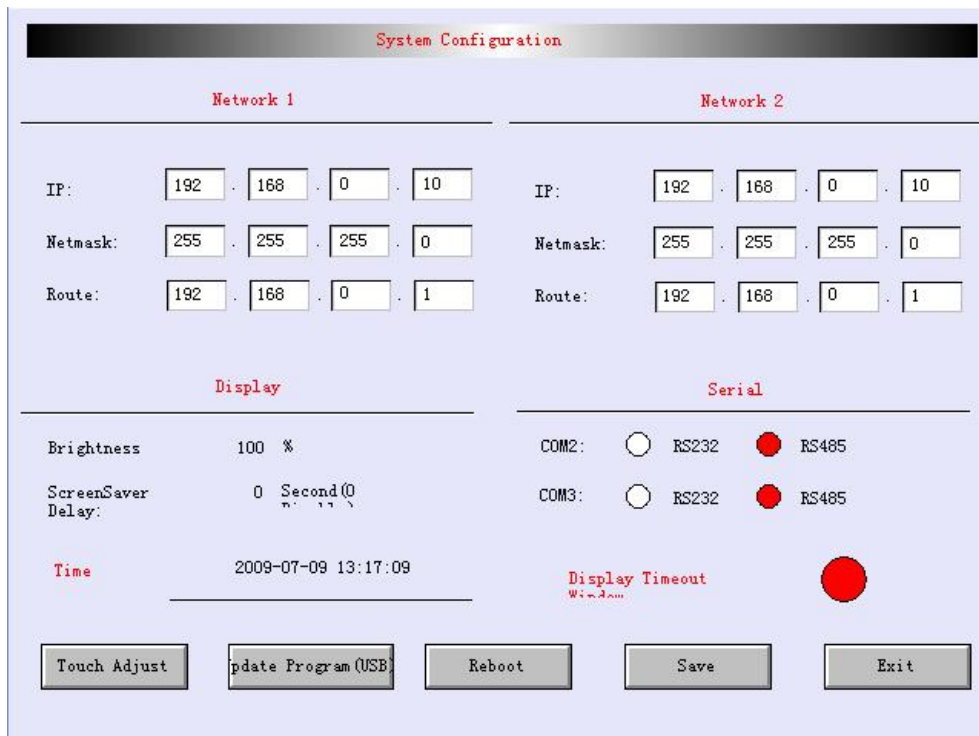 System Configuration
Network 1
Network 2
IP: 192 . 168 . 0 . 10
IP: 192 . 168 . 0 . 10
Netmask: 255 . 255 . 255 . 0
Netmask: 255 . 255 . 255 . 0
Route: 192 . 168 . 0 . 1
Route: 192 . 168 . 0 . 1
Display
Serial
Brightness 100 %
COM2: RS232 RS485
ScreenSaver Delay: 0 Second(0
COM3: RS232 RS485
Time 2009-07-09 13:17:09
Display Timeout
Window
Touch Adjust
pdate Program(USB)
Reboot
Save
Exit